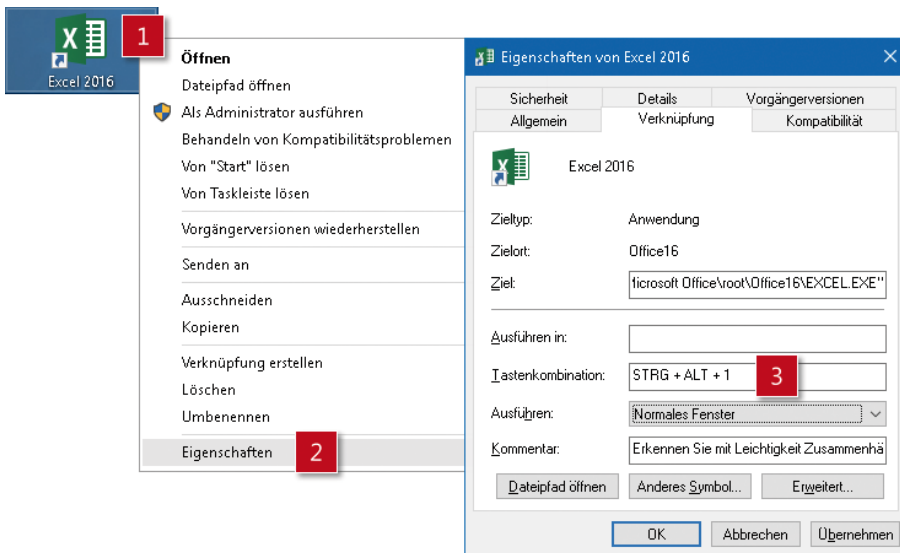 1
Excel 2016
Öffnen
Dateipfad öffnen
Als Administrator ausführen
Behandeln von Kompatibilitätsproblemen
Von "Start" lösen
Von Taskleiste lösen
Vorgängerversionen wiederherstellen
Senden an
Ausschneiden
Kopieren
Verknüpfung erstellen
Löschen
Umbenennen
Eigenschaften 2
Eigenschaften von Excel 2016
Sicherheit Details Vorgängerversionen
Allgemein Verknüpfung Kompatibilität
Excel 2016
Zieltyp: Anwendung
Zielort: Office16
Ziel: Microsoft Office\root\Office16\EXCEL.EXE"
Ausführen in:
Tastenkombination: STRG + ALT + 1 3
Ausführen: Normales Fenster
Kommentar: Erkennen Sie mit Leichtigkeit Zusammenhä
Dateipfad öffnen Anderes Symbol... Erweitert...
OK Abbrechen Übernehmen